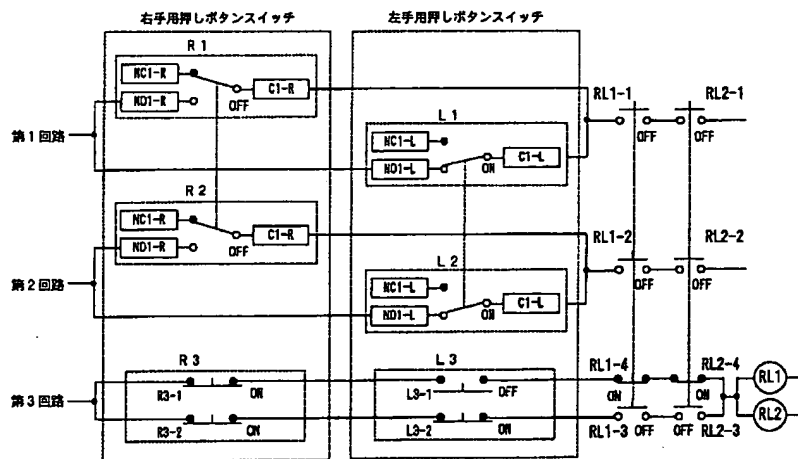 右手用押しボタンスイッチ
左手用押しボタンスイッチ
R1
NC1-R
C1-R
NO1-R
OFF
L1
NC1-L
NO1-L
C1-L
ON
RL1-1
RL2-1
OFF
OFF
第1回路
R2
NC1-R
C1-R
NO1-R
OFF
L2
NC1-L
NO1-L
C1-L
ON
RL1-2
RL2-2
OFF
OFF
第2回路
R3
R3-1
ON
R3-2
ON
L3
L3-1
OFF
L3-2
ON
RL1-4
RL2-4
ON
ON
RL1-3
OFF
OFF
RL2-3
RL1
RL2
第3回路